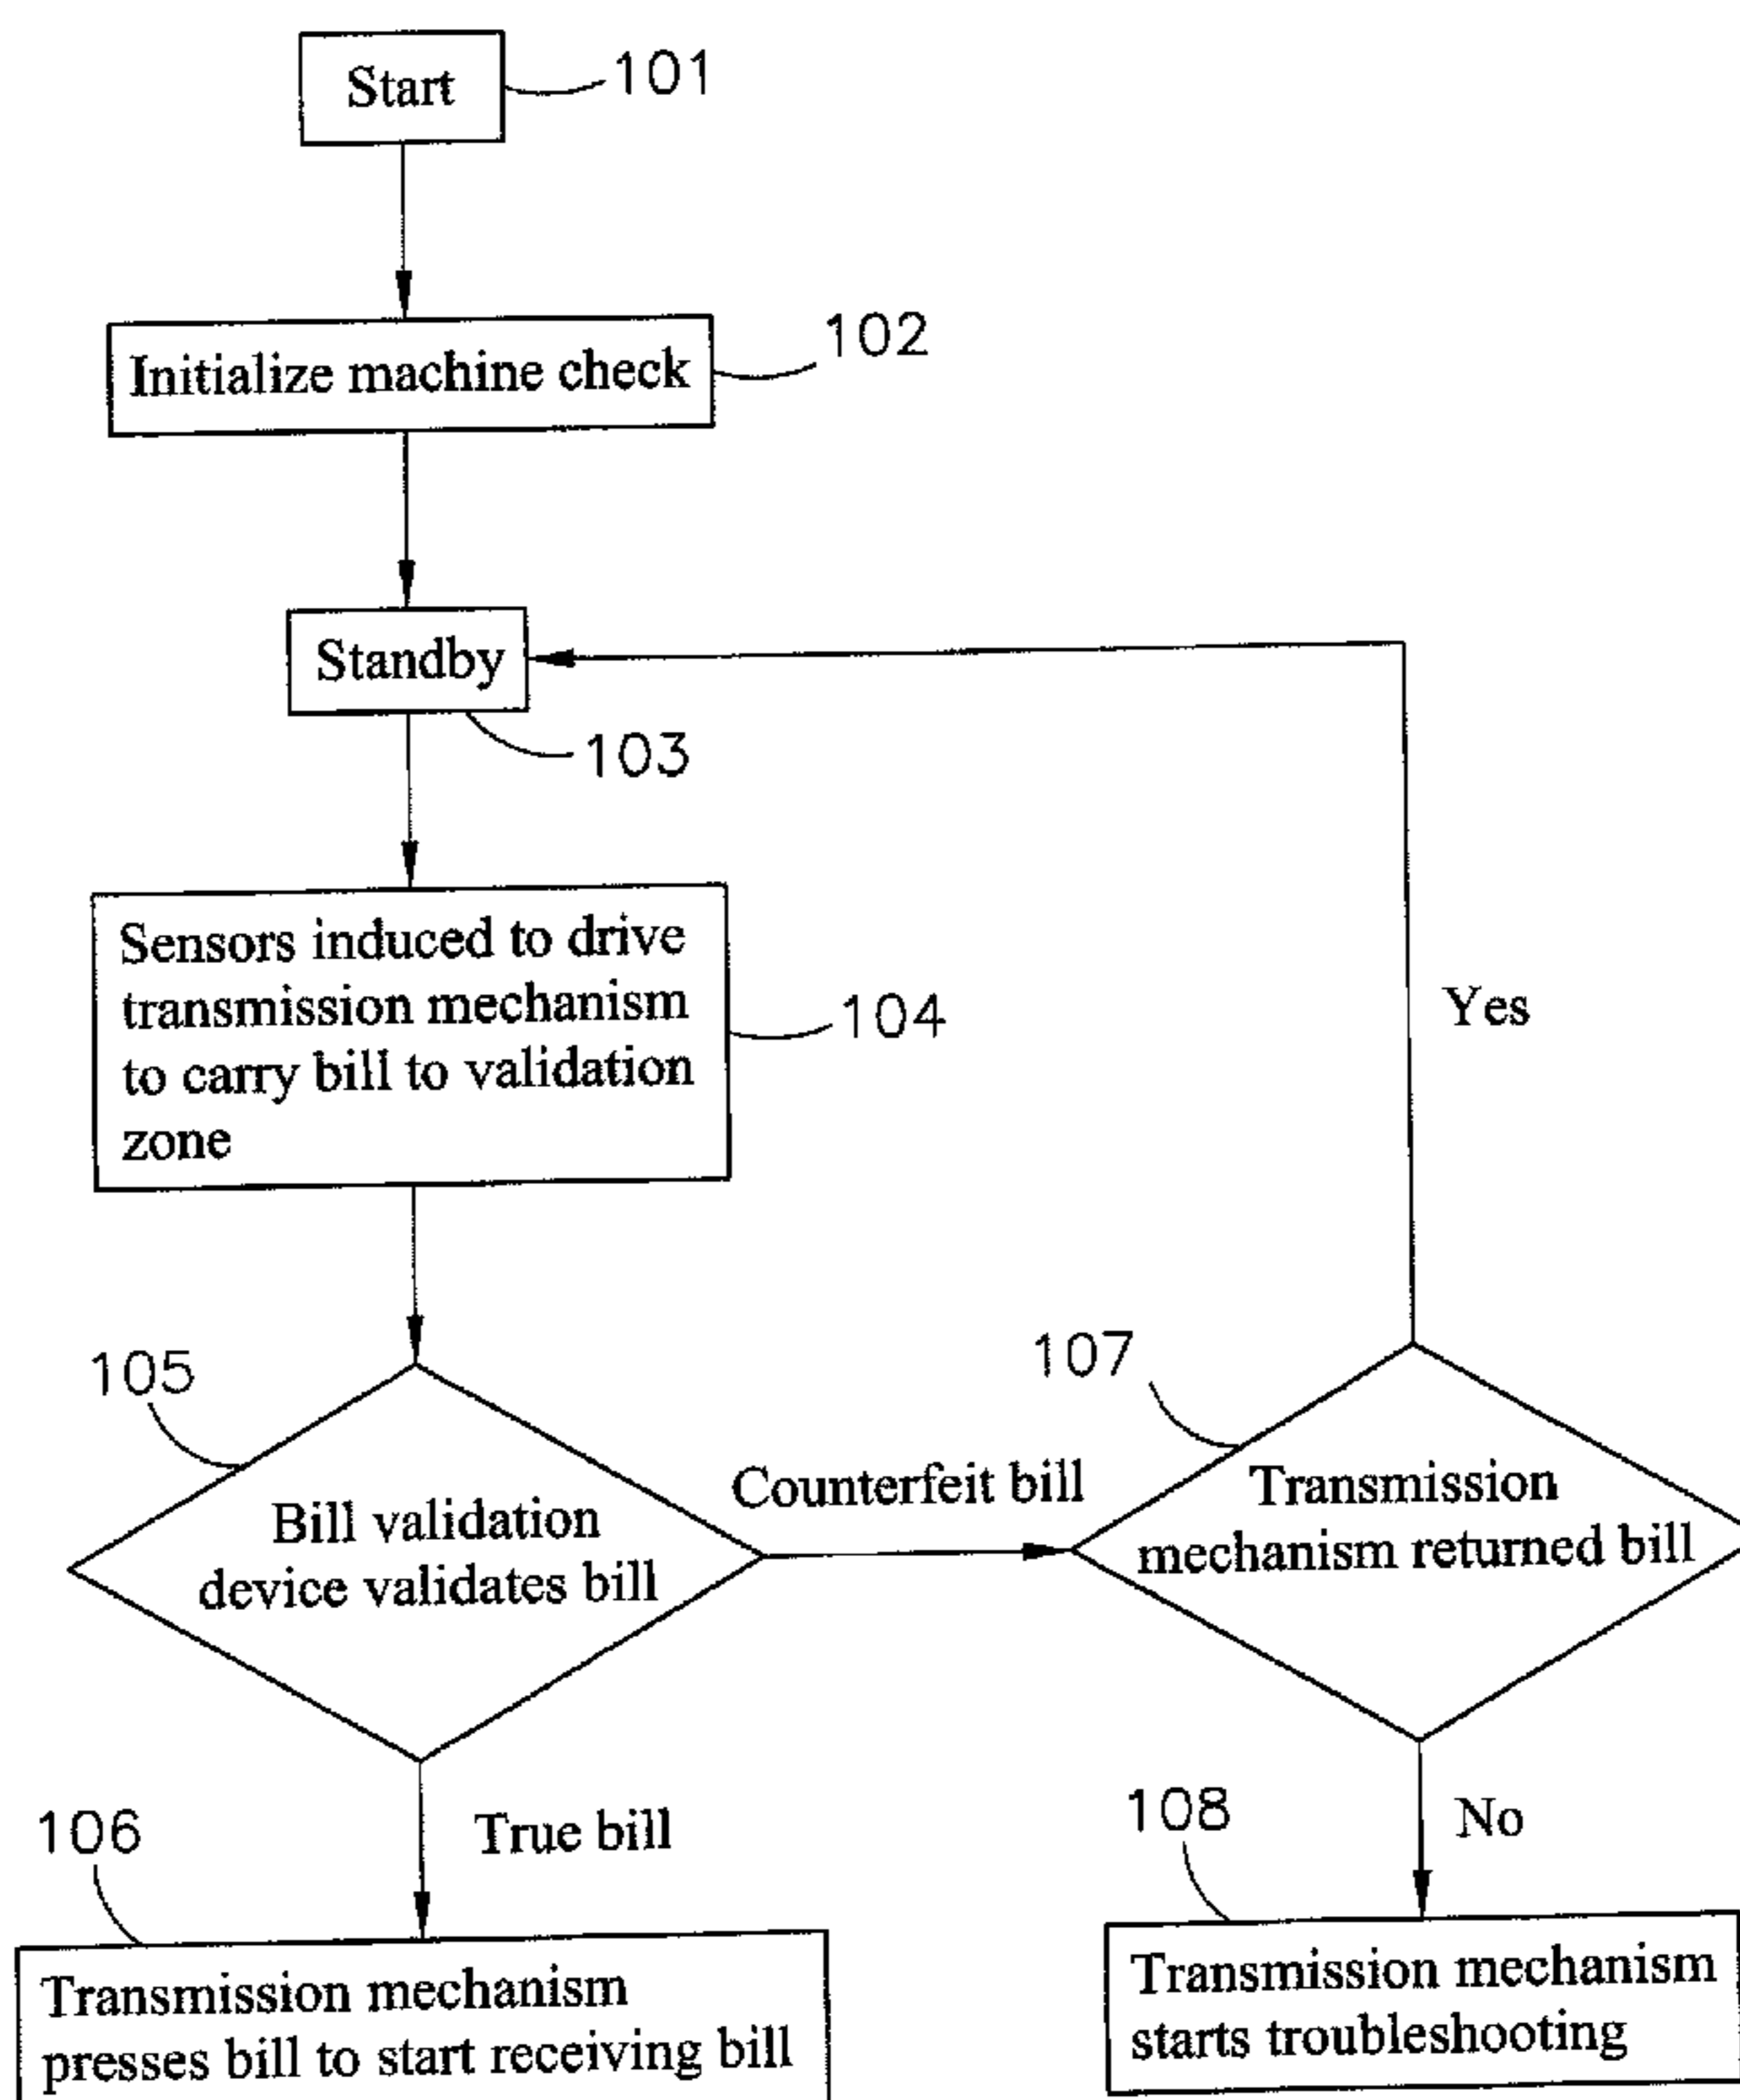 Start
101
Initialize machine check
102
Standby
103
Sensors induced to drive
transmission mechanism
to carry bill to validation
zone
104
Yes
105
Bill validation
device validates bill
Counterfeit bill
107
Transmission
mechanism returned bill
True bill
No
106
Transmission mechanism
presses bill to start receiving bill
108
Transmission mechanism
starts troubleshooting